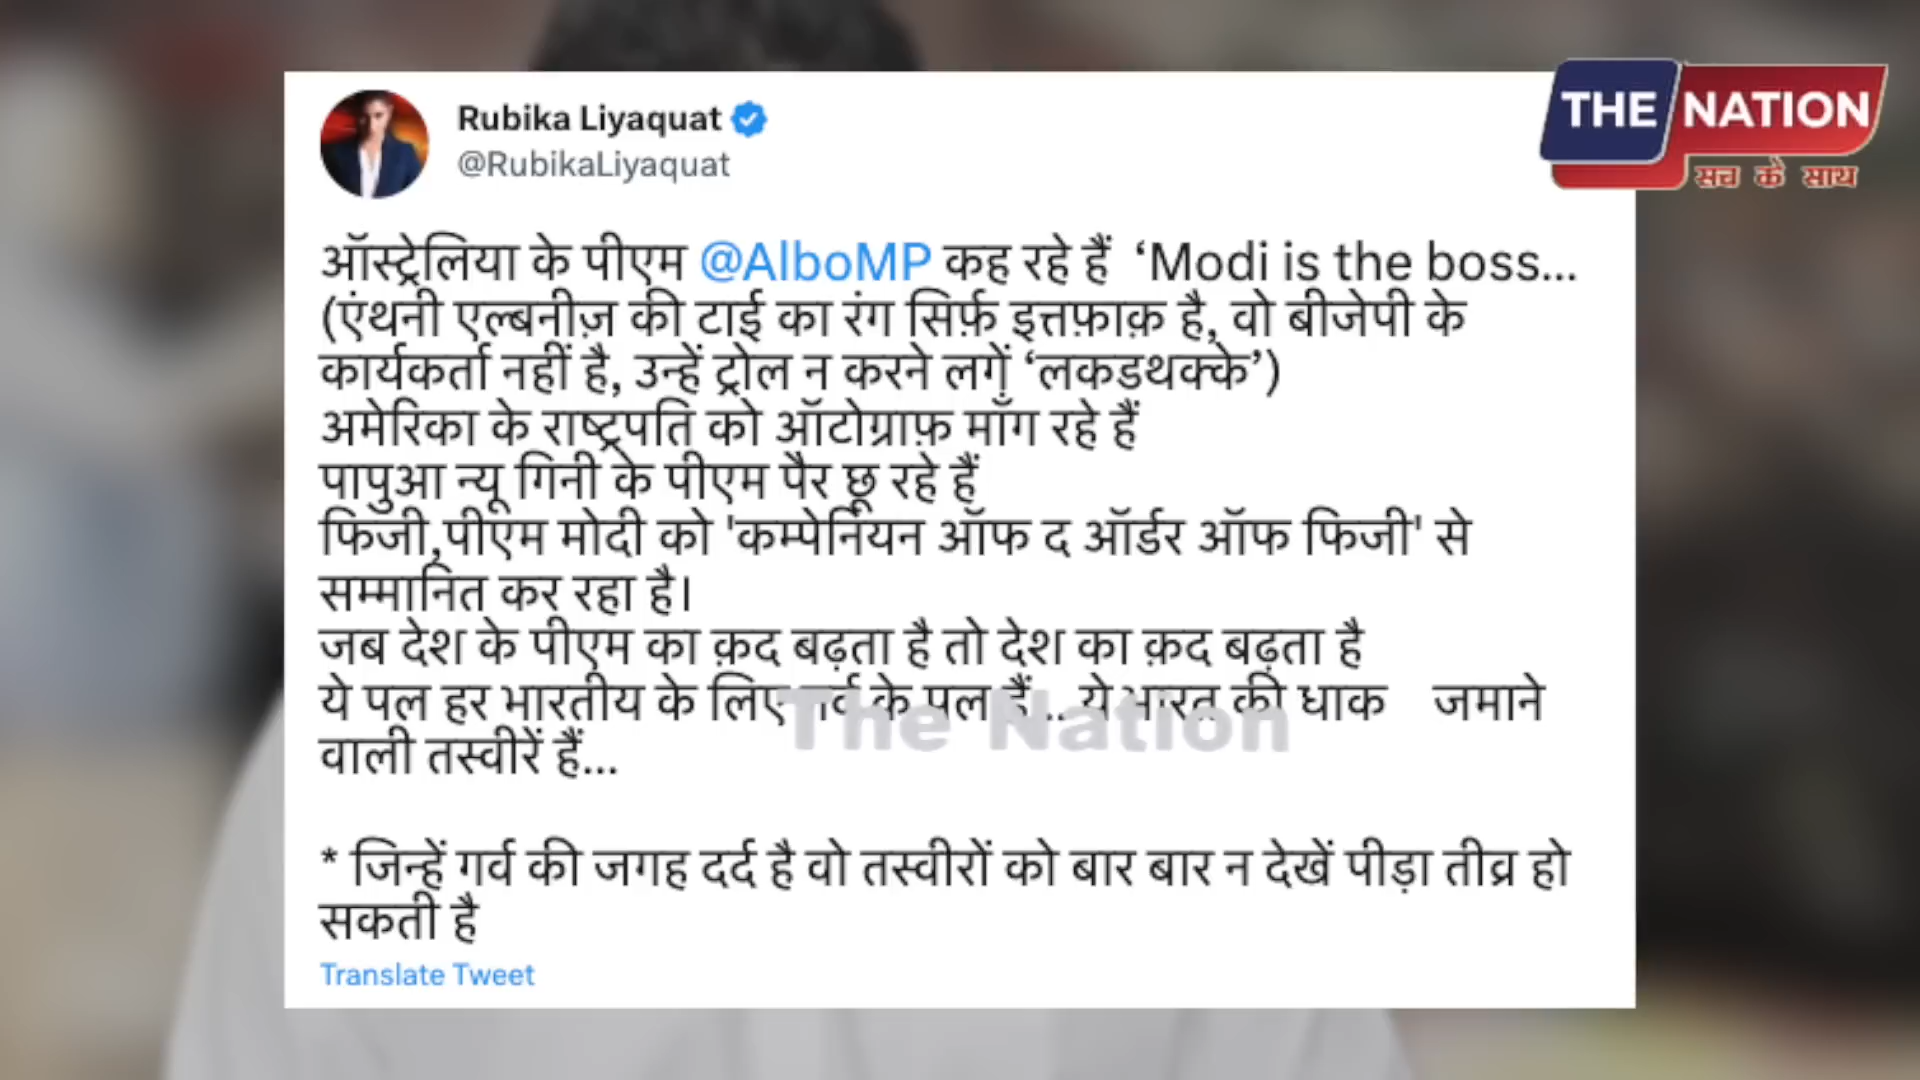 THE NATION
सच के साथ
Rubika Liyaquat
@RubikaLiyaquat
ऑस्ट्रेलिया के पीएम @AlboMP कह रहे हैं ‘Modi is the boss...
(एंथनी एल्बनीज़ की टाई का रंग सिर्फ़ इत्तफ़ाक़ है, वो बीजेपी के
कार्यकर्ता नहीं है, उन्हें ट्रोल न करने लगें ‘लकडथक्के’)
अमेरिका के राष्ट्रपति को ऑटोग्राफ़ माँग रहे हैं
पापुआ न्यू गिनी के पीएम पैर छू रहे हैं
फिजी,पीएम मोदी को 'कम्पेनियन ऑफ द ऑर्डर ऑफ फिजी' से
सम्मानित कर रहा है।
जब देश के पीएम का क़द बढ़ता है तो देश का क़द बढ़ता है
ये पल हर भारतीय के लिए गर्व के पल हैं... ये भारत की धाक जमाने
वाली तस्वीरें हैं...
The Nation
* जिन्हें गर्व की जगह दर्द है वो तस्वीरों को बार बार न देखें पीड़ा तीव्र हो
सकती है
Translate Tweet